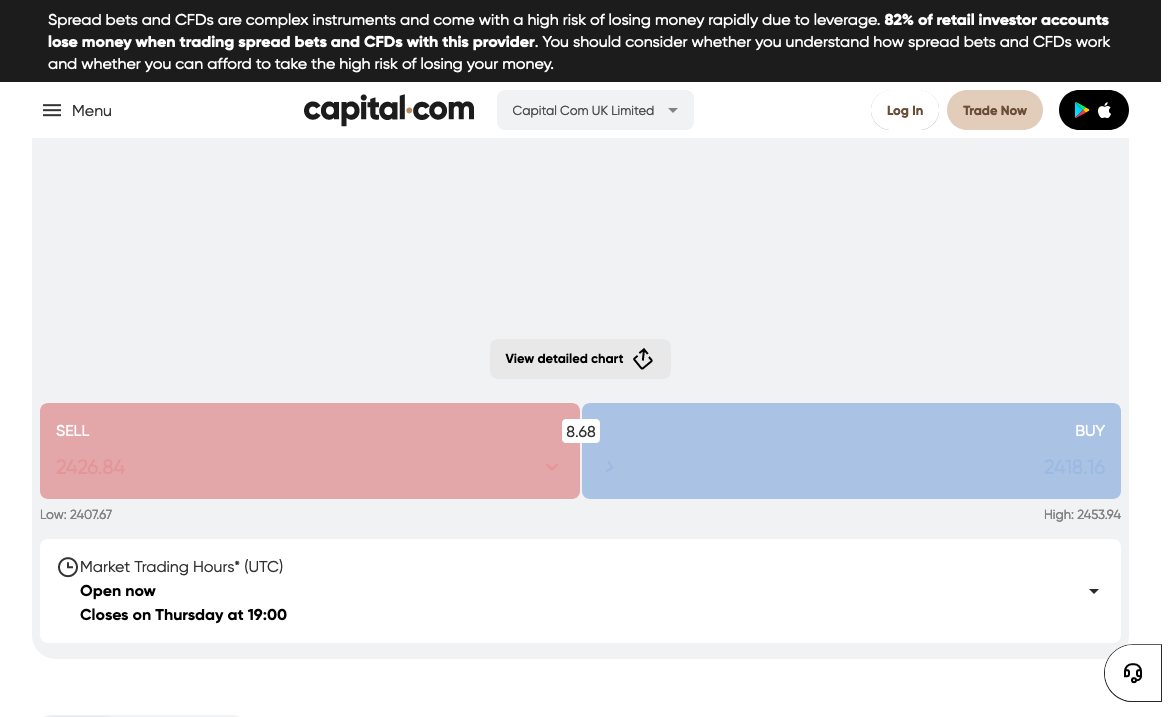 Spread bets and CFDs are complex instruments and come with a high risk of losing money rapidly due to leverage. 82% of retail investor accounts
lose money when trading spread bets and CFDs with this provider. You should consider whether you understand how spread bets and CFDs work
and whether you can afford to take the high risk of losing your money.
Menu
capital.com
Capital Com UK Limited
Log In
Trade Now
View detailed chart
SELL
8.68
BUY
2426.84
2418.16
Low: 2407.67
High: 2453.94
Market Trading Hours* (UTC)
Open now
Closes on Thursday at 19:00